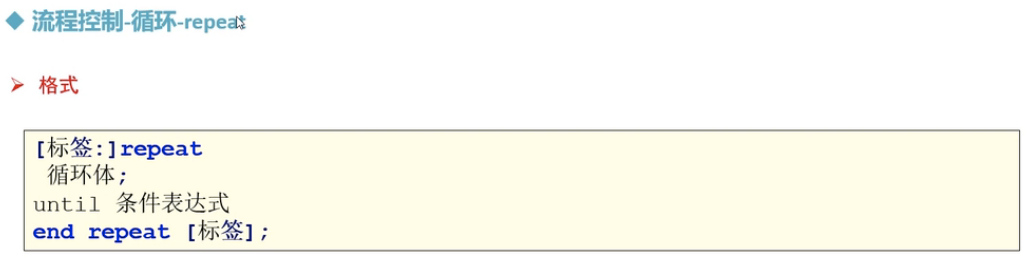 流程控制-循环-repeat
格式
[标签:]repeat
循环体;
until 条件表达式
end repeat [标签];